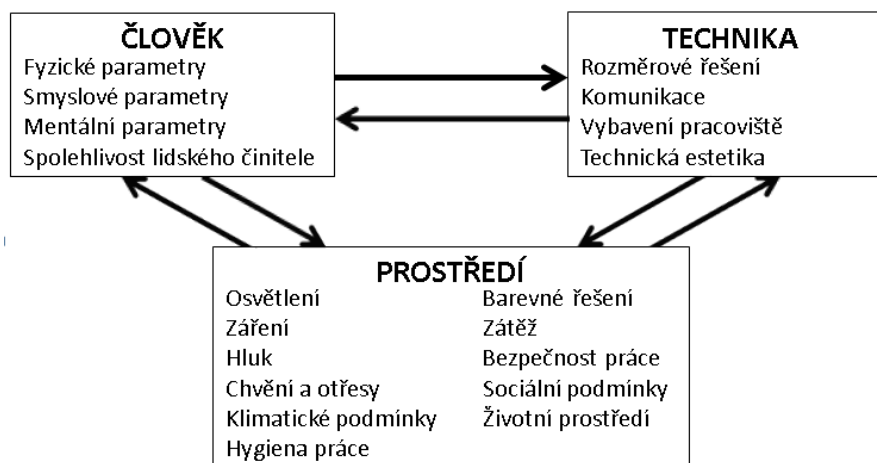 ČLOVĚK
Fyzické parametry
Smyslové parametry
Mentální parametry
Spolehlivost lidského činitele
TECHNIKA
Rozměrové řešení
Komunikace
Vybavení pracoviště
Technická estetika
PROSTŘEDÍ
Osvětlení
Záření
Hluk
Chvění a otřesy
Klimatické podmínky
Hygiena práce
Barevné řešení
Zátěž
Bezpečnost práce
Sociální podmínky
Životní prostředí